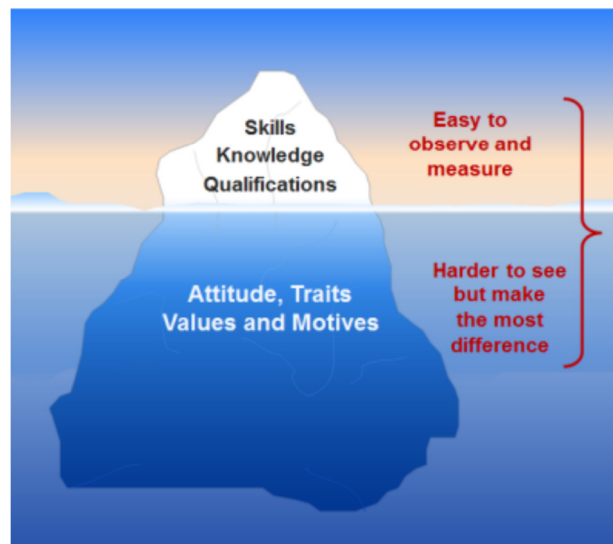 Skills
Knowledge
Qualifications
Easy to
observe and
measure
Attitude, Traits
Values and Motives
Harder to see
but make
the most
difference